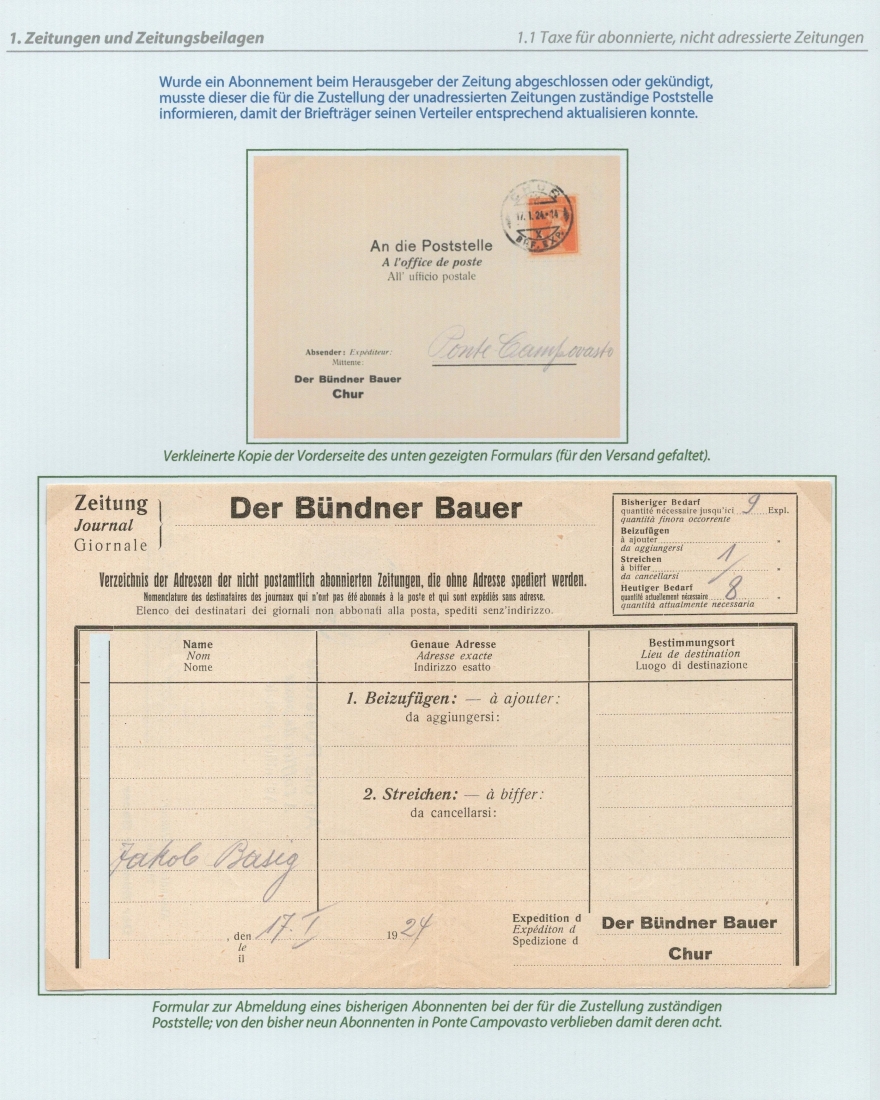 1. Zeitungen und Zeitungsbeilagen
1.1 Taxe für abonnierte, nicht adressierte Zeitungen
Wurde ein Abonnement beim Herausgeber der Zeitung abgeschlossen oder gekündigt,
musste dieser die für die Zustellung der unadressierten Zeitungen zuständige Poststelle
informieren, damit der Briefträger seinen Verteiler entsprechend aktualisieren konnte.
CHUR
17.1.24
X
BRF. EXP.
An die Poststelle
A l'office de poste
All' ufficio postale
Ponte Campovasto
Absender: Expéditeur:
Mittente:
Der Bündner Bauer
Chur
Verkleinerte Kopie der Vorderseite des unten gezeigten Formulars (für den Versand gefaltet).
Zeitung
Journal
Giornale
Der Bündner Bauer
Bisheriger Bedarf
quantité nécessaire jusqu'ici 9 Expl.
quantità finora occorrente
Beizufügen
à ajouter "
da aggiungersi
Streichen 1
à biffer "
da cancellarsi
Heutiger Bedarf
quantité actuellement nécessaire 8 "
quantità attualmente necessaria
Verzeichnis der Adressen der nicht postamtlich abonnierten Zeitungen, die ohne Adresse spediert werden.
Nomenclature des destinataires des journaux qui n'ont pas été abonnés à la poste et qui sont expédiés sans adresse.
Elenco dei destinatari dei giornali non abbonati alla posta, spediti senz'indirizzo.
Name
Nom
Nome
Genaue Adresse
Adresse exacte
Indirizzo esatto
Bestimmungsort
Lieu de destination
Luogo di destinazione
1. Beizufügen: — à ajouter:
da aggiungersi:
2. Streichen: — à biffer:
da cancellarsi:
Jakob Basig
, den 17. I 1924
le
il
Expedition d
Expéditon d
Spedizione d
Der Bündner Bauer
Chur
Formular zur Abmeldung eines bisherigen Abonnenten bei der für die Zustellung zuständigen
Poststelle; von den bisher neun Abonnenten in Ponte Campovasto verblieben damit deren acht.